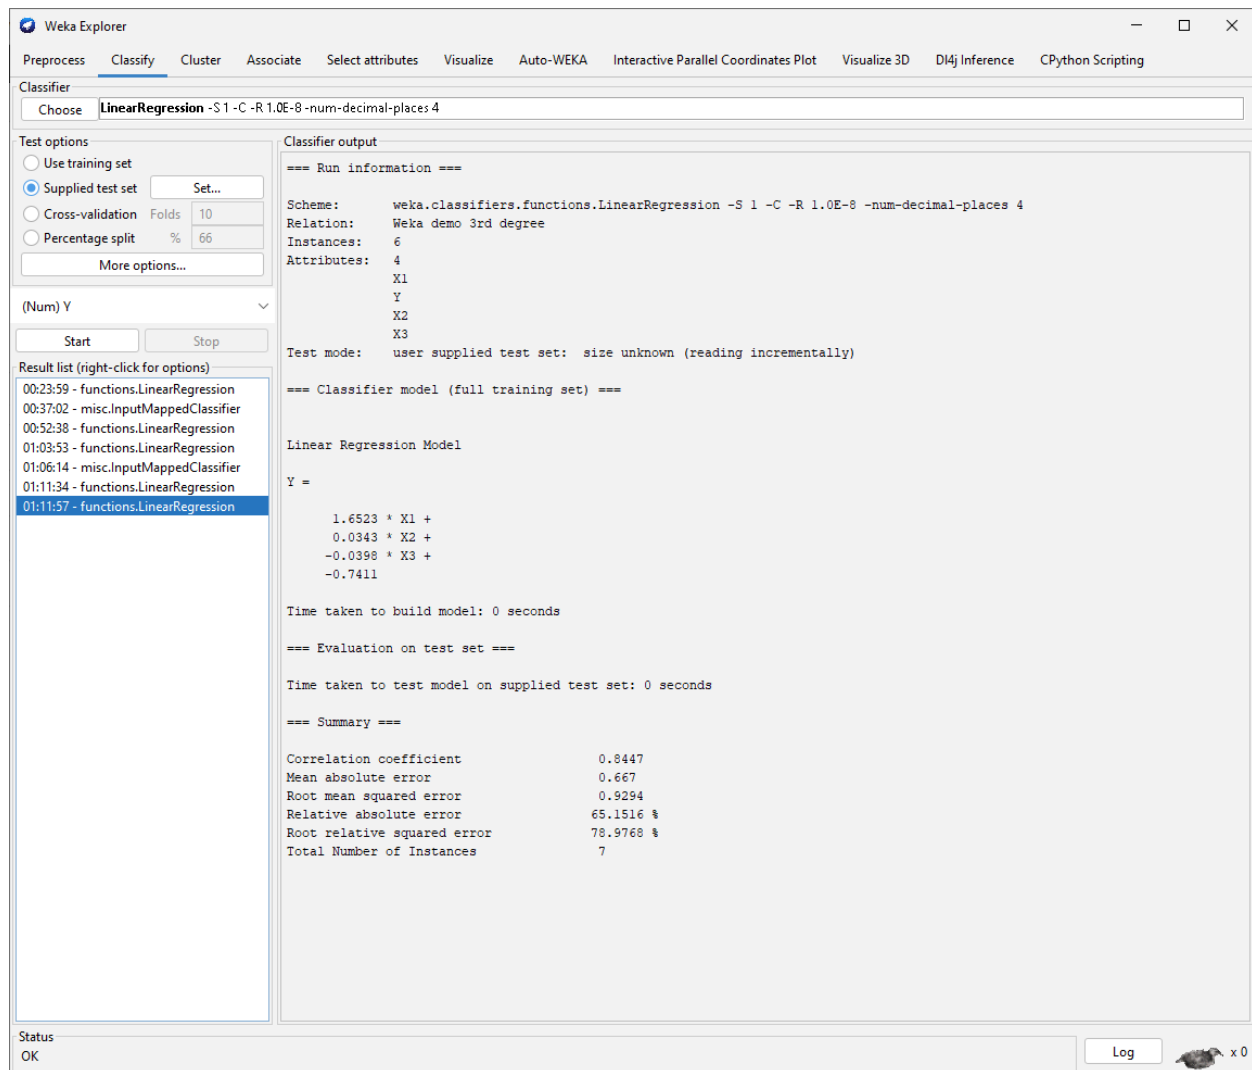 Weka Explorer
Preprocess Classify Cluster Associate Select attributes Visualize Auto-WEKA Interactive Parallel Coordinates Plot Visualize 3D Dl4j Inference CPython Scripting
Classifier
Choose LinearRegression -S 1 -C -R 1.0E-8 -num-decimal-places 4
Test options
Use training set
Supplied test set Set...
Cross-validation Folds 10
Percentage split % 66
More options...
(Num) Y
Start Stop
Result list (right-click for options)
00:23:59 - functions.LinearRegression
00:37:02 - misc.InputMappedClassifier
00:52:38 - functions.LinearRegression
01:03:53 - functions.LinearRegression
01:06:14 - misc.InputMappedClassifier
01:11:34 - functions.LinearRegression
01:11:57 - functions.LinearRegression
Classifier output
=== Run information ===
Scheme: weka.classifiers.functions.LinearRegression -S 1 -C -R 1.0E-8 -num-decimal-places 4
Relation: Weka demo 3rd degree
Instances: 6
Attributes: 4
X1
Y
X2
X3
Test mode: user supplied test set: size unknown (reading incrementally)
=== Classifier model (full training set) ===
Linear Regression Model
Y =
1.6523 * X1 +
0.0343 * X2 +
-0.0398 * X3 +
-0.7411
Time taken to build model: 0 seconds
=== Evaluation on test set ===
Time taken to test model on supplied test set: 0 seconds
=== Summary ===
Correlation coefficient 0.8447
Mean absolute error 0.667
Root mean squared error 0.9294
Relative absolute error 65.1516 %
Root relative squared error 78.9768 %
Total Number of Instances 7
Status
OK
Log x 0